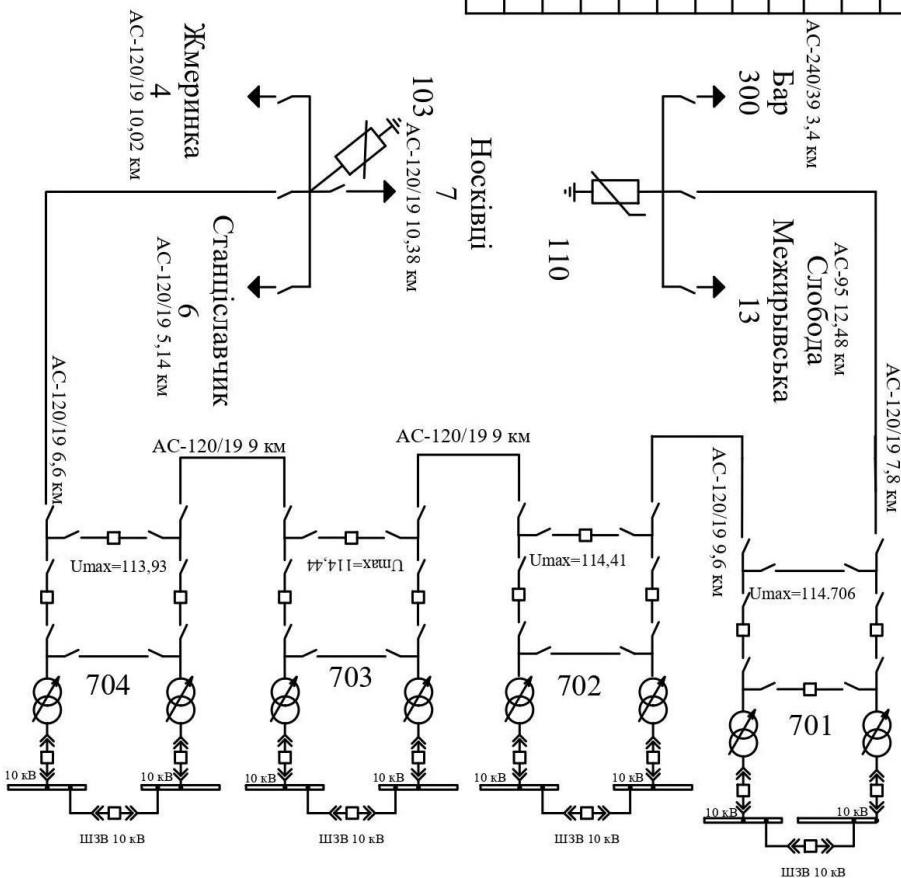 АС-120/19 10,02 км
4
Жмеринка
103
АС-120/19 10,38 км
7
Носківці
АС-120/19 5,14 км
6
Станціславчик
АС-240/39 3,4 км
300
Бар
110
АС-95 12,48 км
Слобода
Межирывська
13
АС-120/19 7,8 км
АС-120/19 6,6 км
АС-120/19 9 км
АС-120/19 9 км
АС-120/19 9,6 км
Umax=113,93
Umax=114,44
Umax=114,41
Umax=114.706
704
703
702
701
10 кВ
10 кВ
10 кВ
10 кВ
10 кВ
10 кВ
10 кВ
10 кВ
ШЗВ 10 кВ
ШЗВ 10 кВ
ШЗВ 10 кВ
ШЗВ 10 кВ